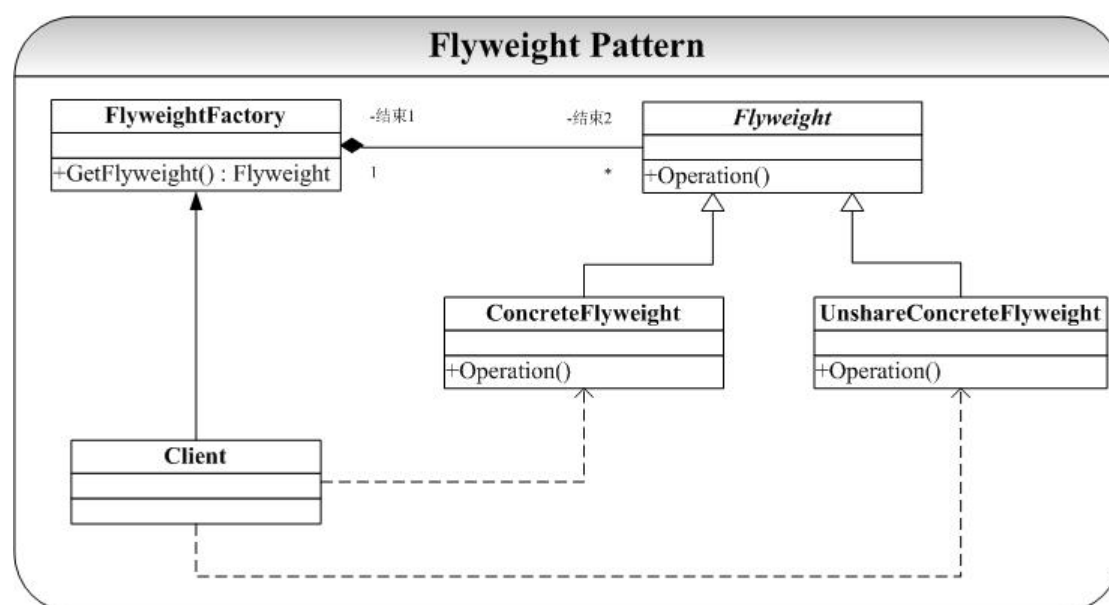 Flyweight Pattern
FlyweightFactory
+GetFlyweight() : Flyweight
-结束1
-结束2
1
*
Flyweight
+Operation()
ConcreteFlyweight
+Operation()
UnshareConcreteFlyweight
+Operation()
Client